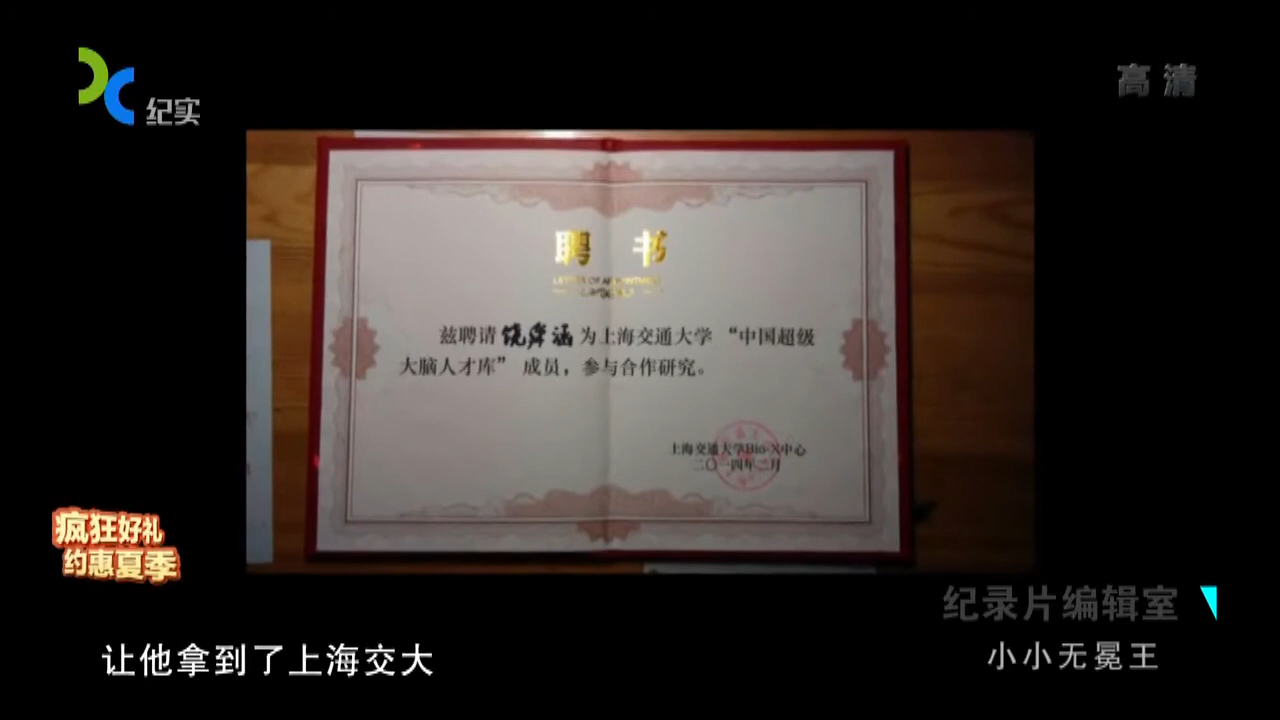 纪实
高清
聘书
LETTER OF APPOINTMENT
兹聘请饶舜涵为上海交通大学“中国超级
大脑人才库”成员，参与合作研究。
上海交通大学Bio-X中心
二〇一四年二月
疯狂好礼
约惠夏季
纪录片编辑室
让他拿到了上海交大
小小无冕王